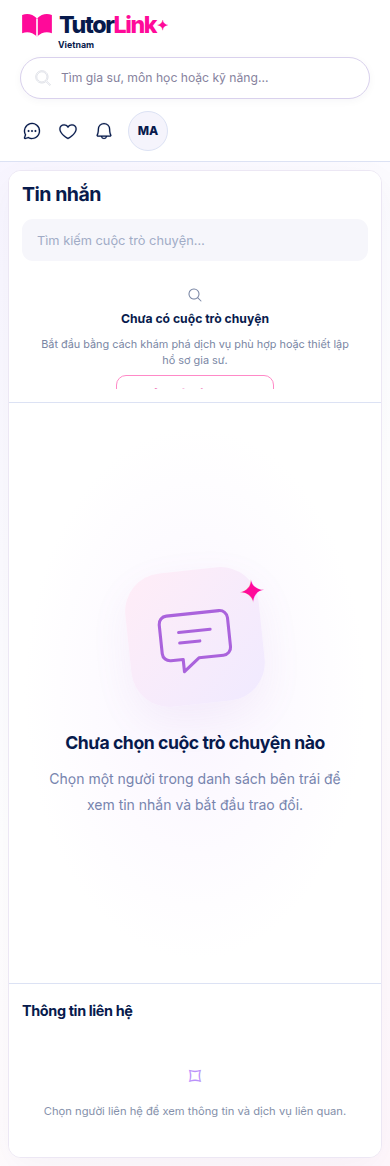 TutorLink
Vietnam
Tìm gia sư, môn học hoặc kỹ năng...
MA
Tin nhắn
Tìm kiếm cuộc trò chuyện...
Chưa có cuộc trò chuyện
Bắt đầu bằng cách khám phá dịch vụ phù hợp hoặc thiết lập
hồ sơ gia sư.
Chưa chọn cuộc trò chuyện nào
Chọn một người trong danh sách bên trái để
xem tin nhắn và bắt đầu trao đổi.
Thông tin liên hệ
Chọn người liên hệ để xem thông tin và dịch vụ liên quan.